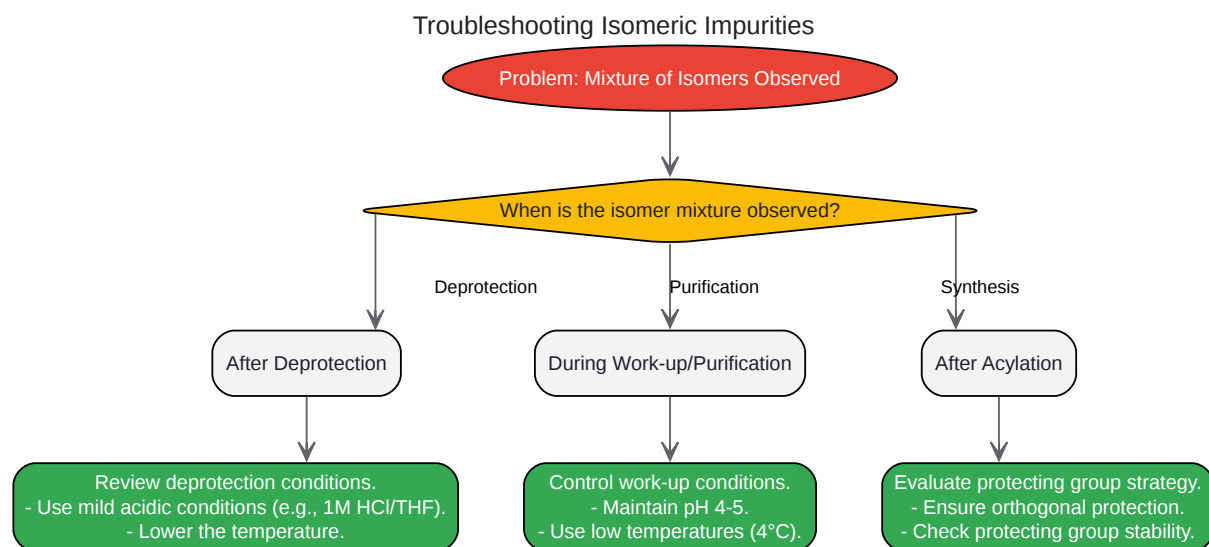 Troubleshooting Isomeric Impurities
Problem: Mixture of Isomers Observed
When is the isomer mixture observed?
Deprotection
Purification
Synthesis
After Deprotection
During Work-up/Purification
After Acylation
Review deprotection conditions.
- Use mild acidic conditions (e.g., 1M HCl/THF).
- Lower the temperature.
Control work-up conditions.
- Maintain pH 4-5.
- Use low temperatures (4°C).
Evaluate protecting group strategy.
- Ensure orthogonal protection.
- Check protecting group stability.